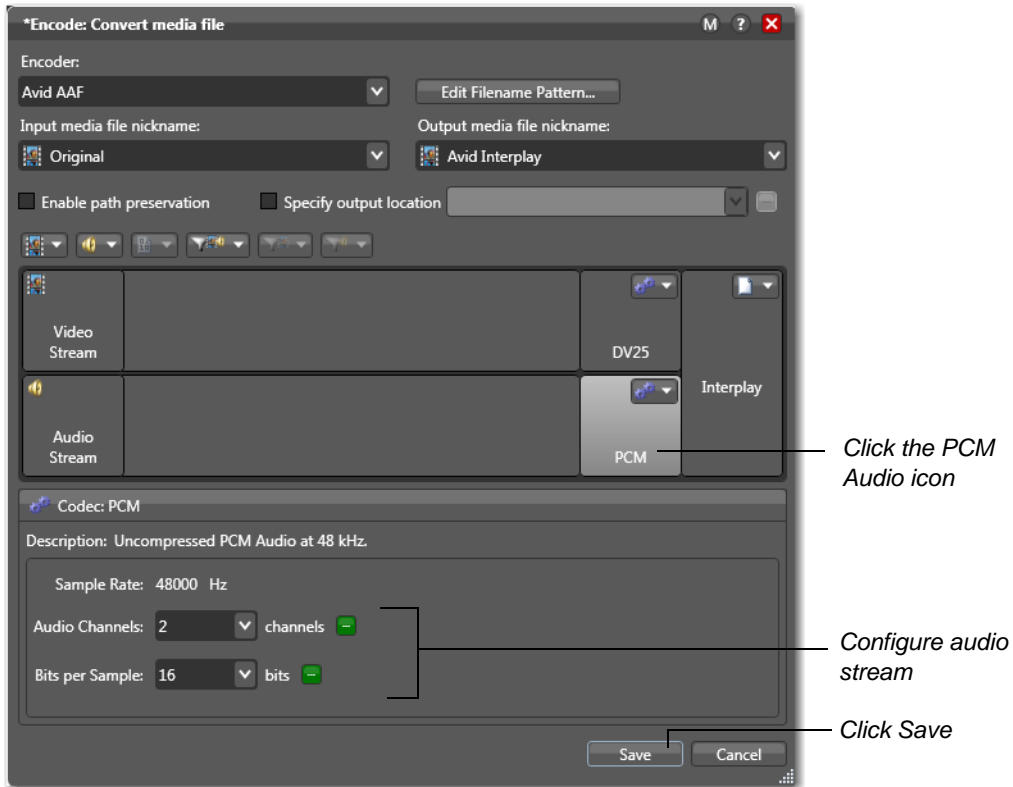 *Encode: Convert media file M ? X
Encoder:
Avid AAF Edit Filename Pattern...
Input media file nickname: Output media file nickname:
Original Avid Interplay
Enable path preservation Specify output location
Video
Stream DV25
Interplay
Audio
Stream PCM
Click the PCM
Audio icon
Codec: PCM
Description: Uncompressed PCM Audio at 48 kHz.
Sample Rate: 48000 Hz
Audio Channels: 2 channels
Bits per Sample: 16 bits
Configure audio
stream
Click Save
Save Cancel